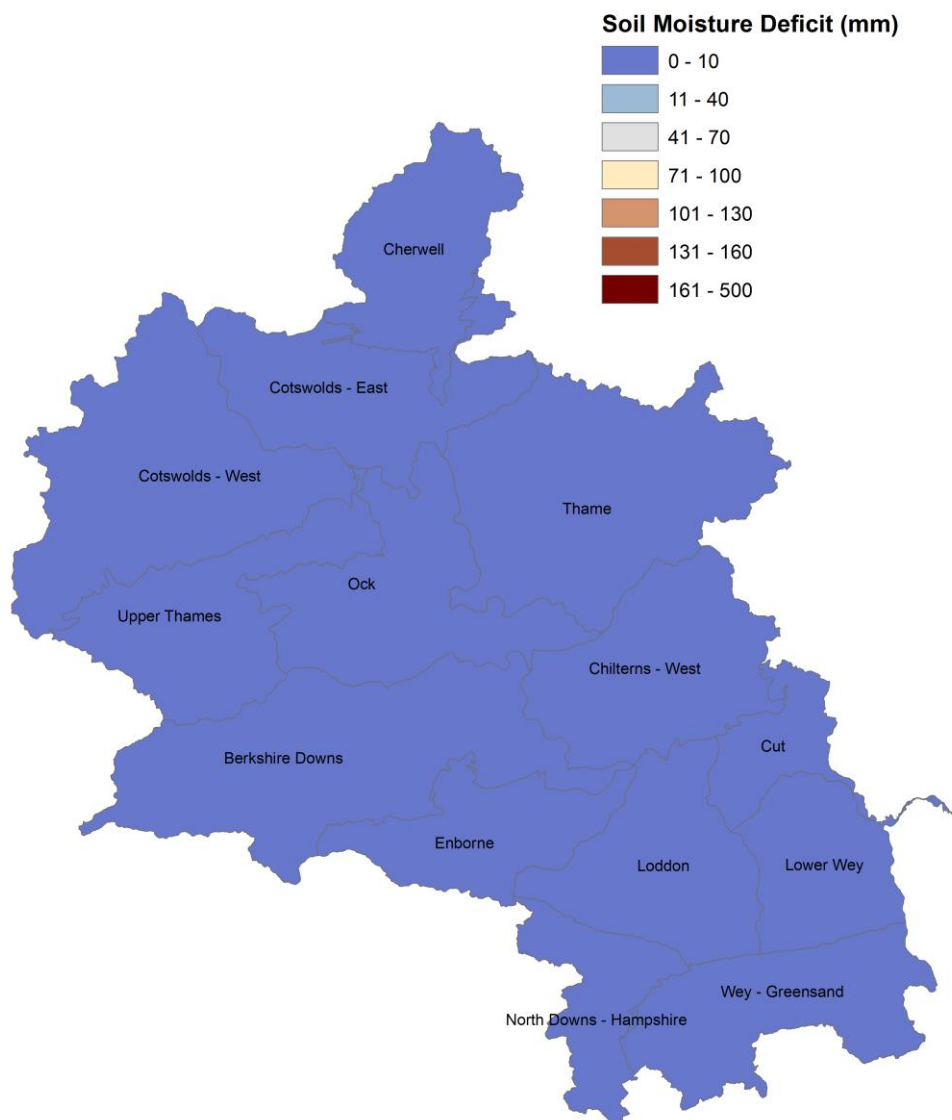 Soil Moisture Deficit (mm)
0 - 10
11 - 40
41 - 70
71 - 100
101 - 130
131 - 160
161 - 500
Cherwell
Cotswolds - East
Cotswolds - West
Thame
Ock
Upper Thames
Chilterns - West
Cut
Berkshire Downs
Enborne
Loddon
Lower Wey
Wey - Greensand
North Downs - Hampshire